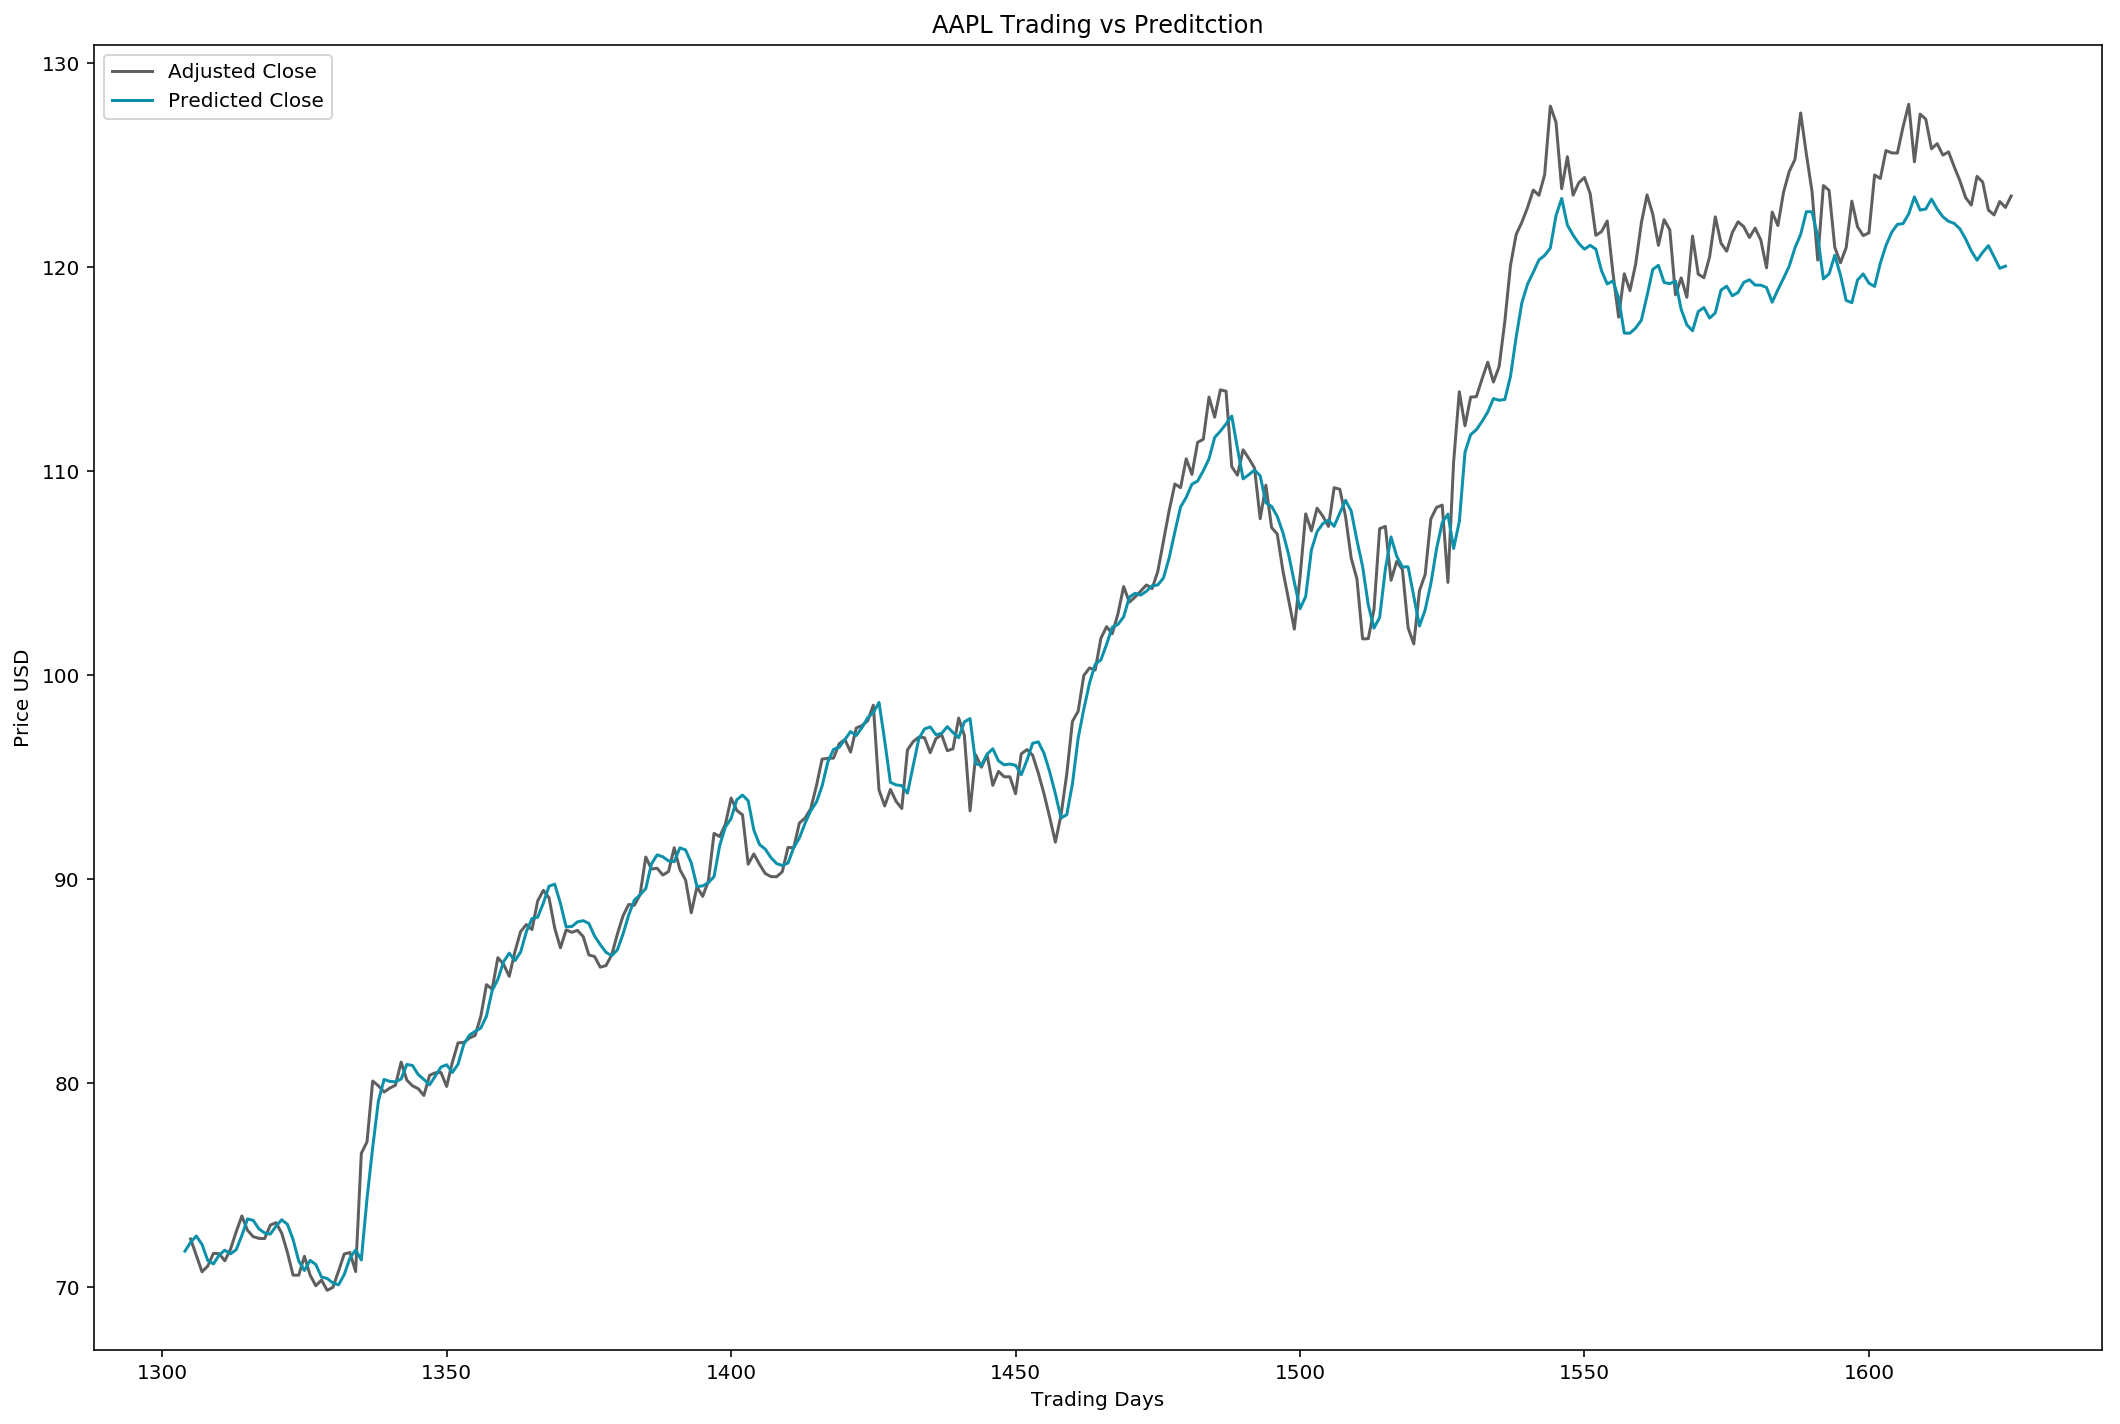 AAPL Trading vs Preditction
Adjusted Close
Predicted Close
130
120
110
100
90
80
70
Price USD
1300 1350 1400 1450 1500 1550 1600
Trading Days